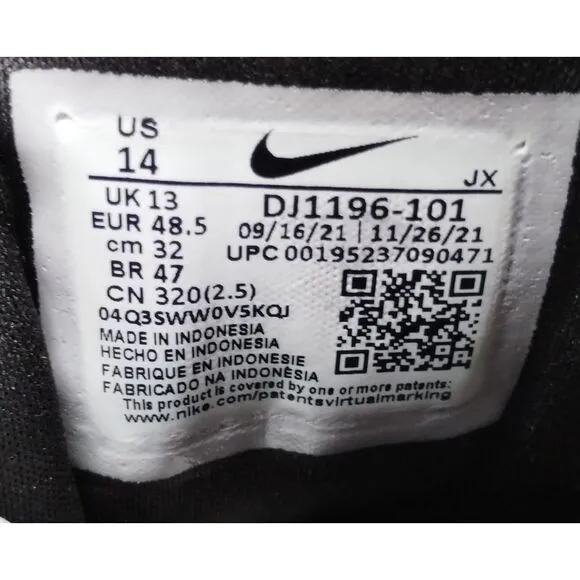 US
14
JX
UK 13
EUR 48.5
cm 32
BR 47
CN 320(2.5)
DJ1196-101
09/16/21 | 11/26/21
UPC 00195237090471
04Q3SWW0V5KQJ
MADE IN INDONESIA
HECHO EN INDONESIA
FABRIQUE EN INDONESIE
FABRICADO NA INDONÉSIA
This product is covered by one or more patents:
www.nike.com/patentsvirtualmarking